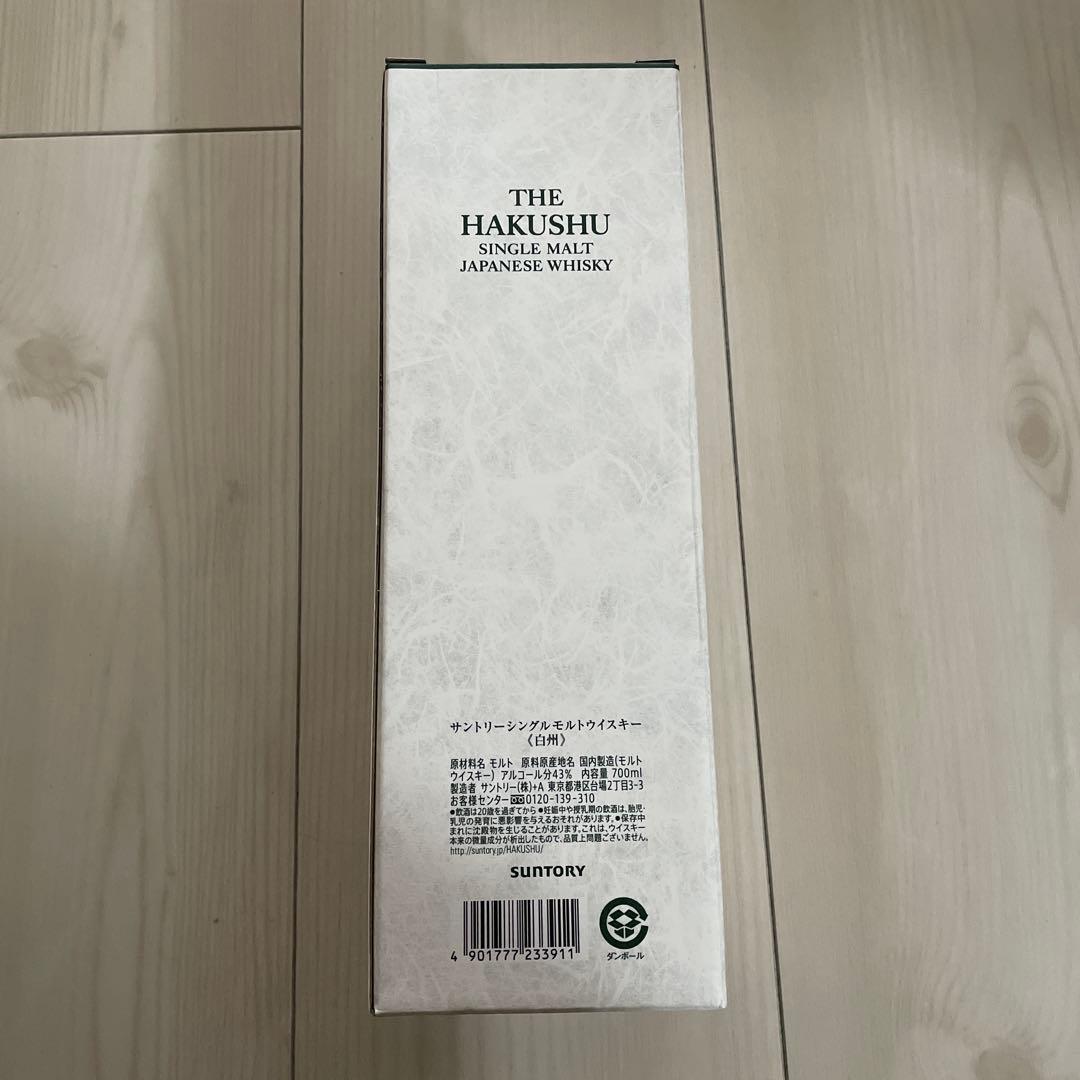 THE
HAKUSHU
SINGLE MALT
JAPANESE WHISKY
サントリーシングルモルトウイスキー
《白州》
原材料名 モルト 原料原産地名 国内製造(モルト
ウイスキー) アルコール分43% 内容量 700ml
製造者 サントリー(株)+A 東京都港区台場2丁目3-3
お客様センター 0120-139-310
●飲酒は20歳を過ぎてから ●妊娠中や授乳期の飲酒は、胎児・
乳児の発育に悪影響を与えるおそれがあります。●保存中
まれに沈殿物を生じることがあります。これは、ウイスキー
本来の微量成分が析出したもので、品質上問題ございません。
http://suntory.jp/HAKUSHU/
SUNTORY
4 901777 233911
ダンボール